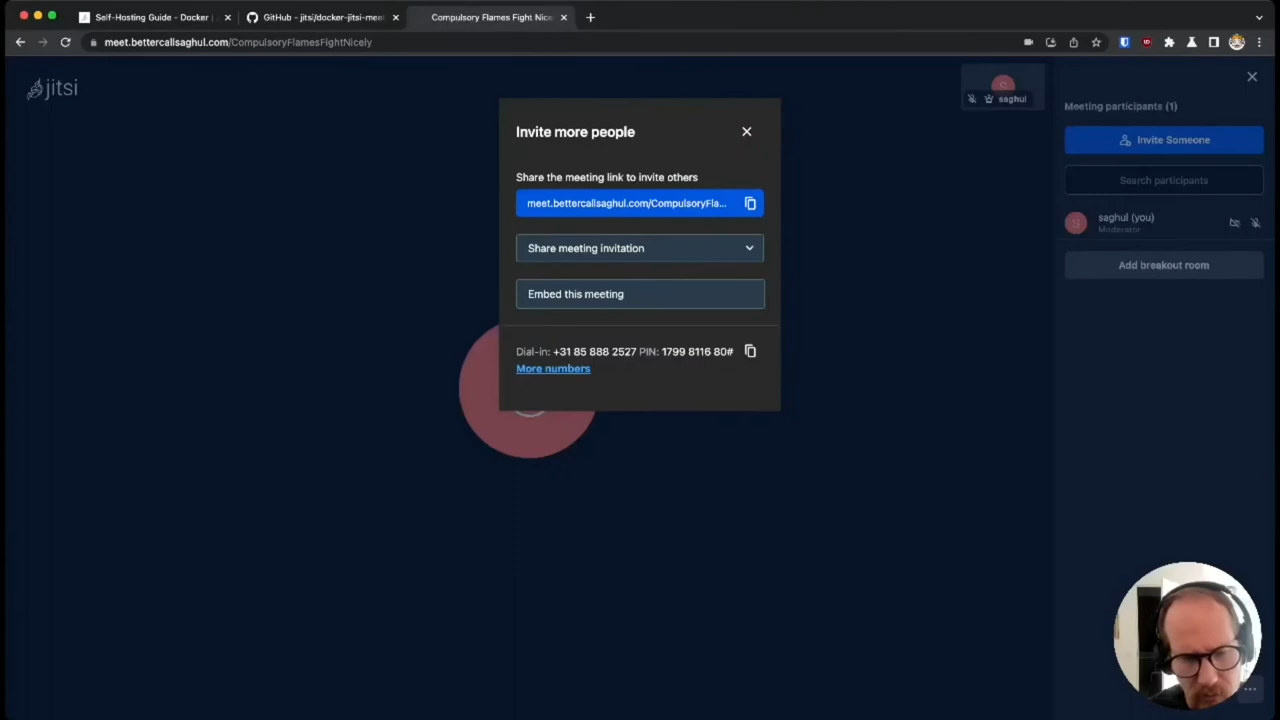 Self-Hosting Guide - Docker |
GitHub - jitsi/docker-jitsi-mee
Compulsory Flames Fight Nice
meet.bettercallsaghul.com/CompulsoryFlamesFightNicely
jitsi
S
saghul
Meeting participants (1)
Invite Someone
Search participants
S
saghul (you)
Moderator
Add breakout room
Invite more people
Share the meeting link to invite others
meet.bettercallsaghul.com/CompulsoryFla...
Share meeting invitation
Embed this meeting
Dial-in: +31 85 888 2527 PIN: 1799 8116 80#
More numbers